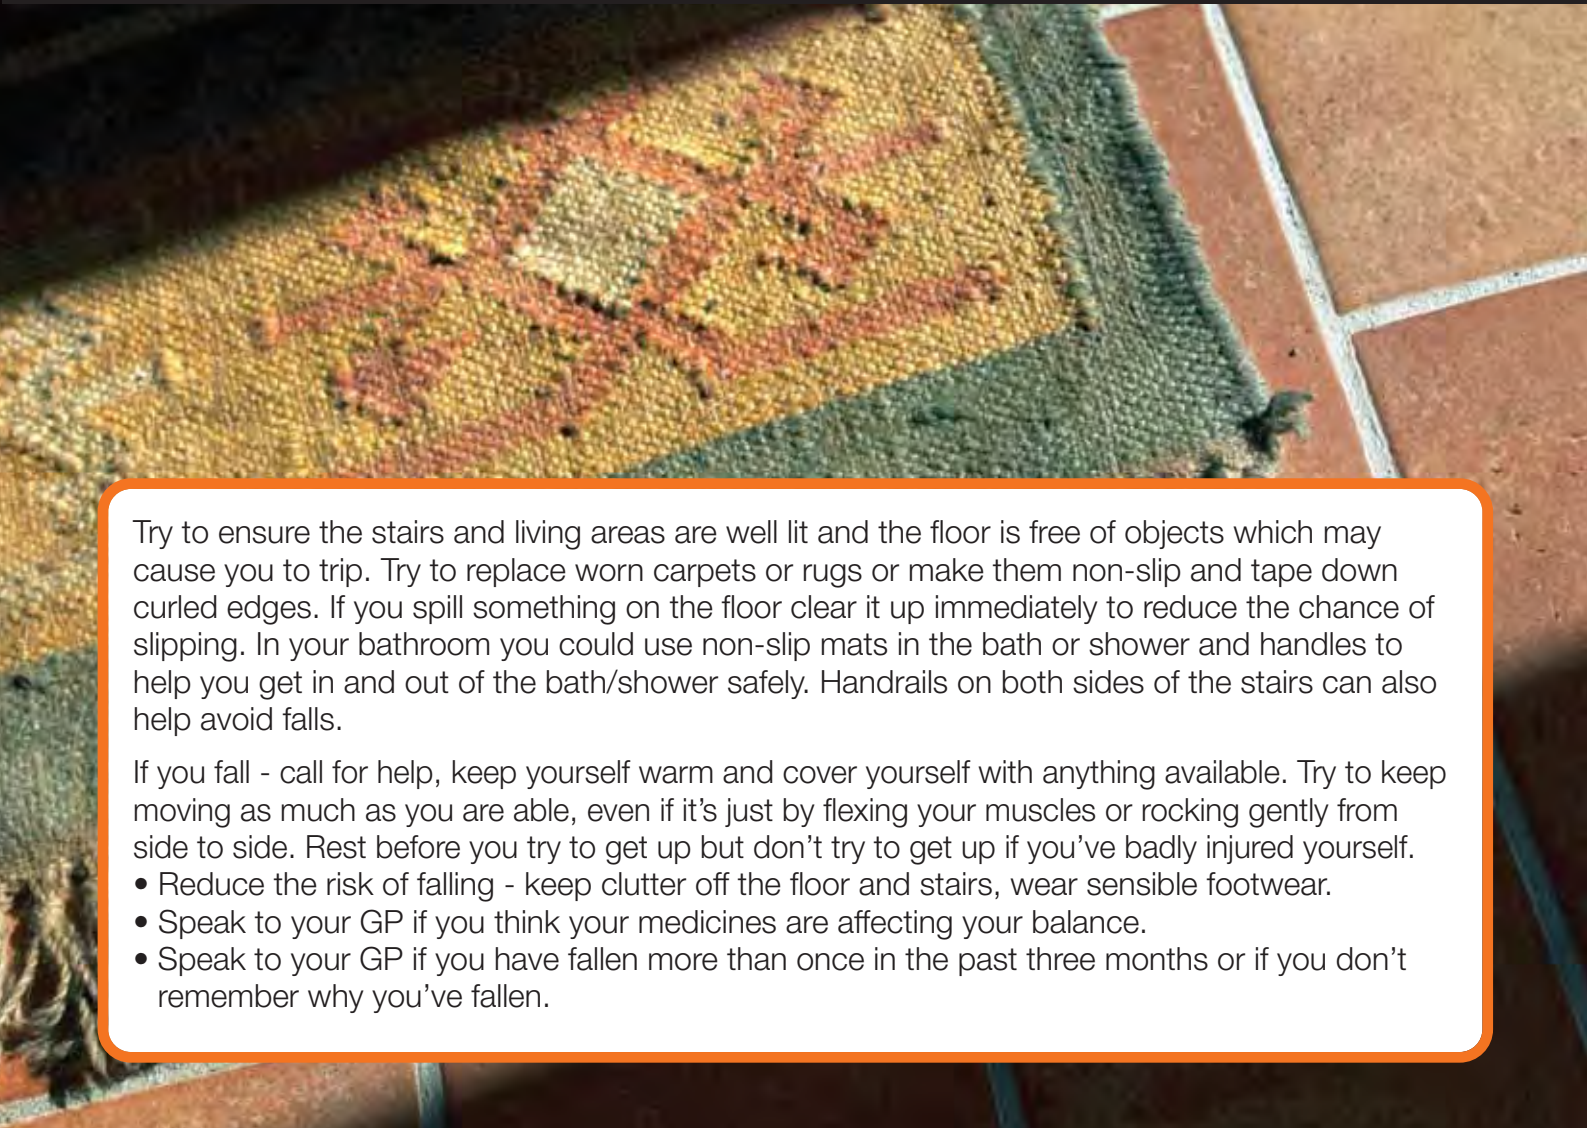 Try to ensure the stairs and living areas are well lit and the floor is free of objects which may
cause you to trip. Try to replace worn carpets or rugs or make them non-slip and tape down
curled edges. If you spill something on the floor clear it up immediately to reduce the chance of
slipping. In your bathroom you could use non-slip mats in the bath or shower and handles to
help you get in and out of the bath/shower safely. Handrails on both sides of the stairs can also
help avoid falls.
If you fall - call for help, keep yourself warm and cover yourself with anything available. Try to keep
moving as much as you are able, even if it’s just by flexing your muscles or rocking gently from
side to side. Rest before you try to get up but don’t try to get up if you’ve badly injured yourself.
• Reduce the risk of falling - keep clutter off the floor and stairs, wear sensible footwear.
• Speak to your GP if you think your medicines are affecting your balance.
• Speak to your GP if you have fallen more than once in the past three months or if you don’t
remember why you’ve fallen.